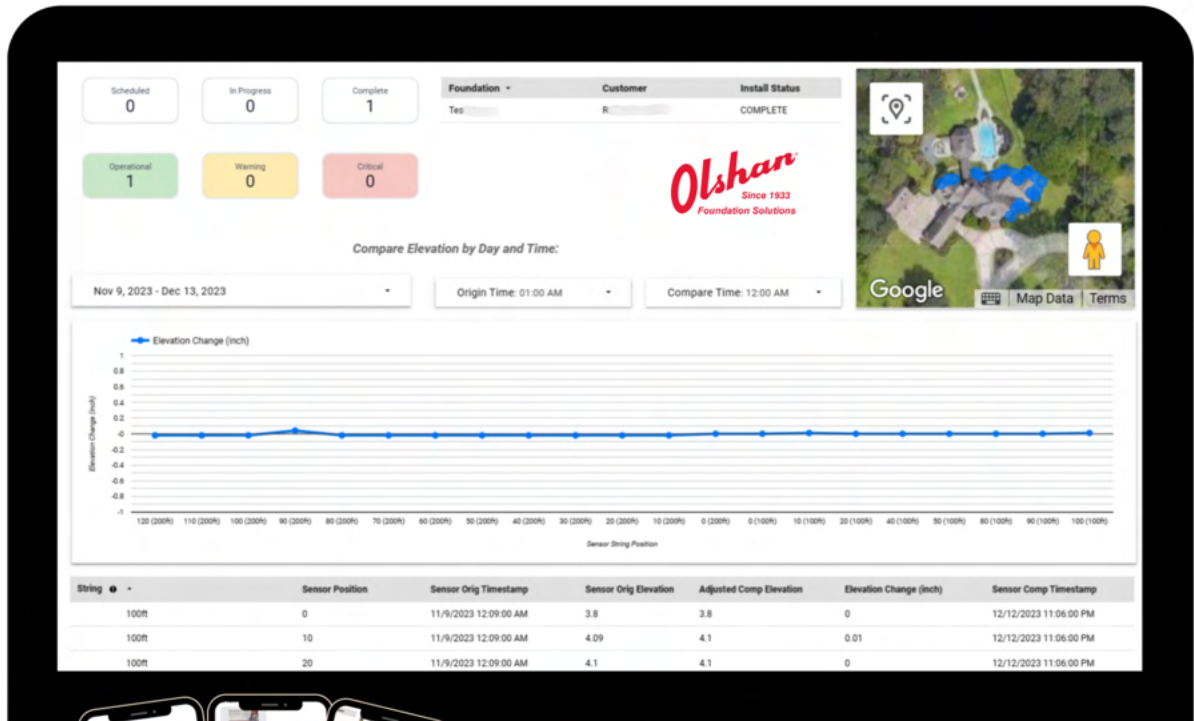 Scheduled
0
In Progress
0
Complete
1
Operational
1
Warning
0
Critical
0
Foundation Customer Install Status
Tes R COMPLETE
Olshan
Since 1933
Foundation Solutions
Google
Map Data Terms
Compare Elevation by Day and Time:
Nov 9, 2023 - Dec 13, 2023
Origin Time: 01:00 AM
Compare Time: 12:00 AM
Elevation Change (inch)
Elevation Change (inch)
1
0.8
0.6
0.4
0.2
-0
-0.2
-0.4
-0.6
-0.8
-1
120 (200ft) 110 (200ft) 100 (200ft) 90 (200ft) 80 (200ft) 70 (200ft) 60 (200ft) 50 (200ft) 40 (200ft) 30 (200ft) 20 (200ft) 10 (200ft) 0 (200ft) 0 (100ft) 10 (100ft) 20 (100ft) 40 (100ft) 50 (100ft) 80 (100ft) 90 (100ft) 100 (100ft)
Sensor String Position
String Sensor Position Sensor Orig Timestamp Sensor Orig Elevation Adjusted Comp Elevation Elevation Change (inch) Sensor Comp Timestamp
100ft 0 11/9/2023 12:09:00 AM 3.8 3.8 0 12/12/2023 11:06:00 PM
100ft 10 11/9/2023 12:09:00 AM 4.09 4.1 0.01 12/12/2023 11:06:00 PM
100ft 20 11/9/2023 12:09:00 AM 4.1 4.1 0 12/12/2023 11:06:00 PM